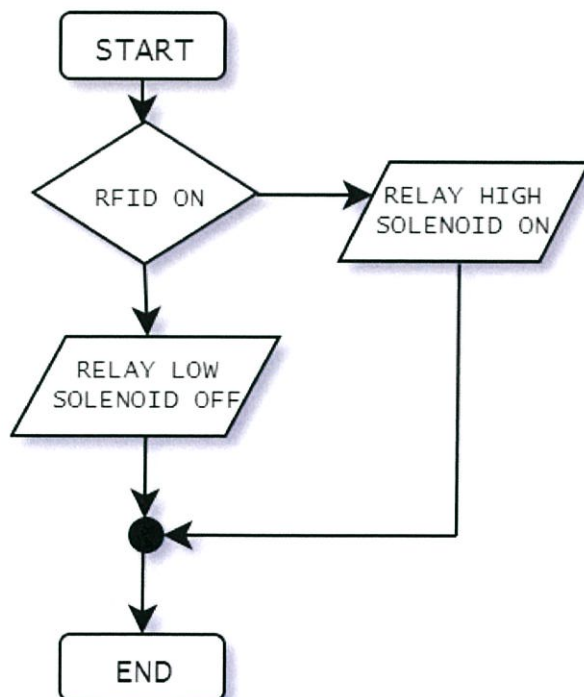 START
RFID ON
RELAY HIGH
SOLENOID ON
RELAY LOW
SOLENOID OFF
END